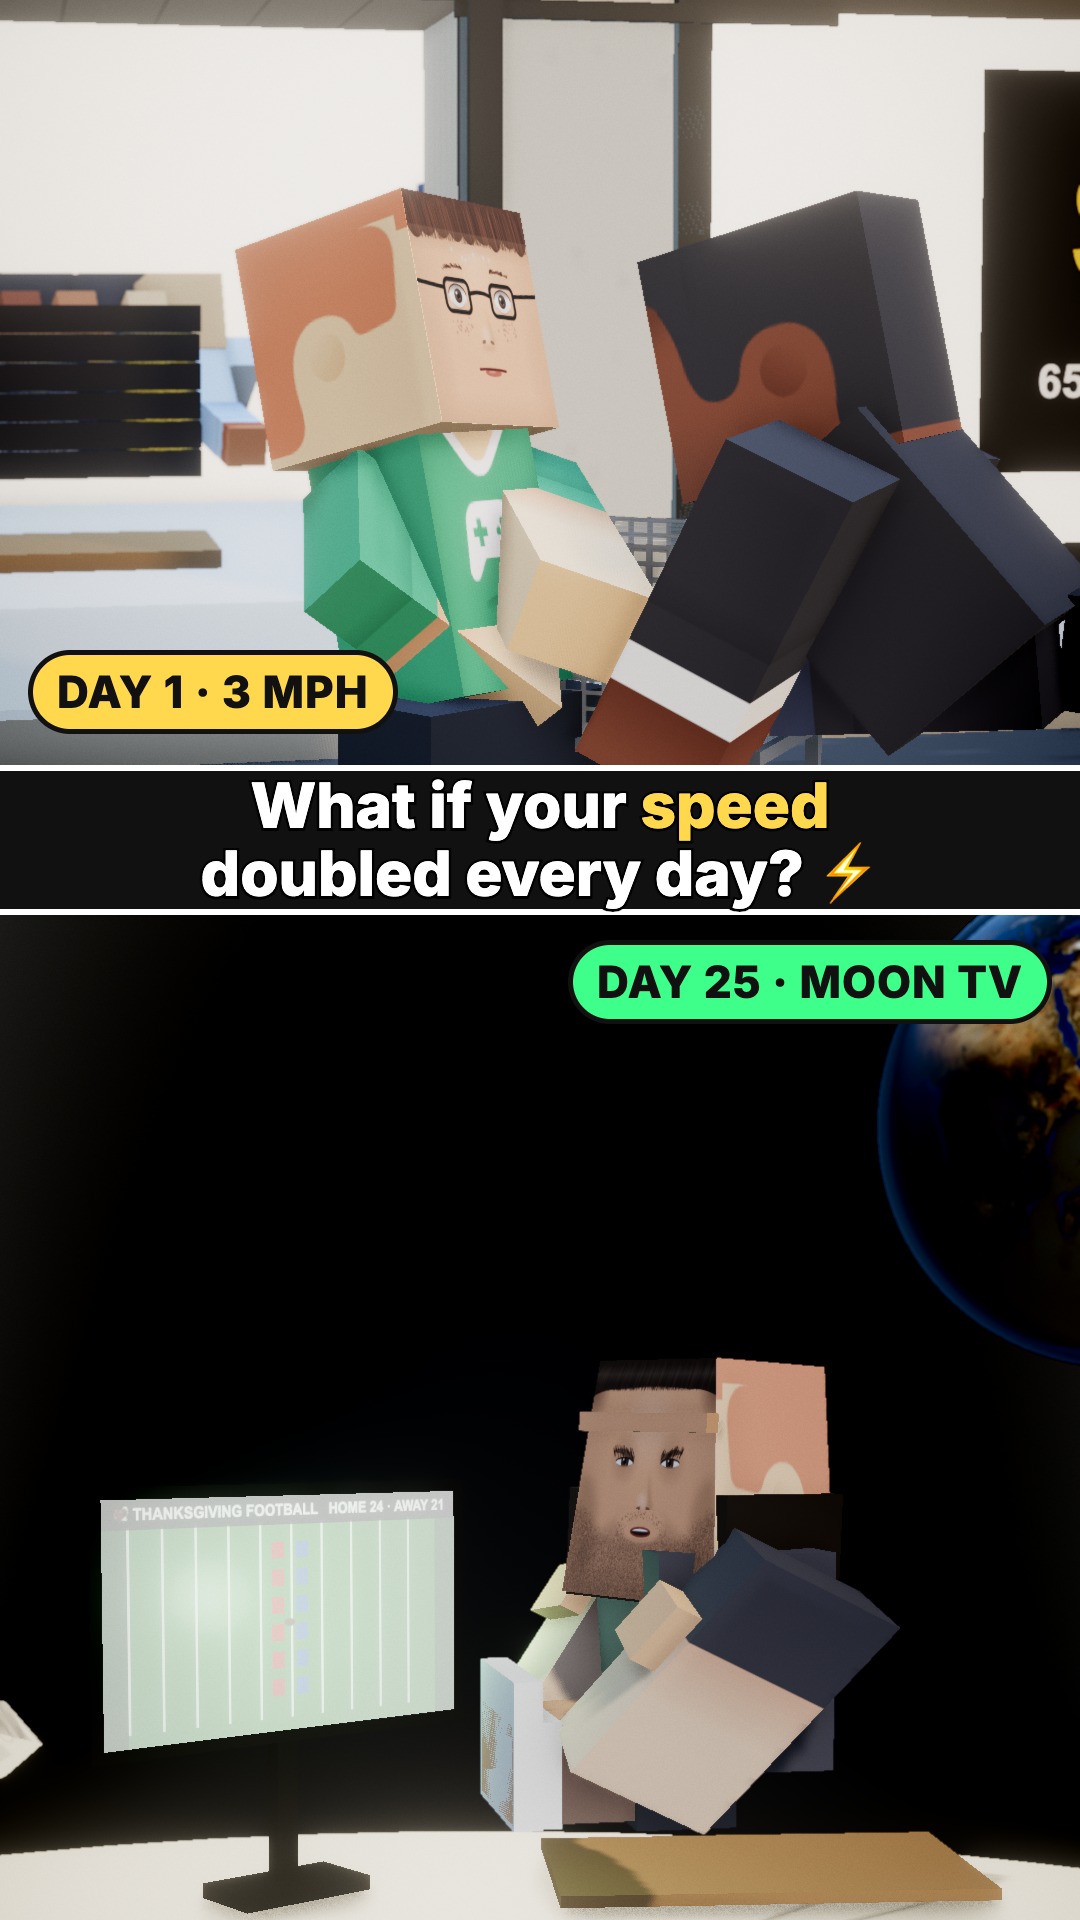 65
DAY 1 · 3 MPH
What if your speed
doubled every day? ⚡
DAY 25 · MOON TV
THANKSGIVING FOOTBALL HOME 24 · AWAY 21